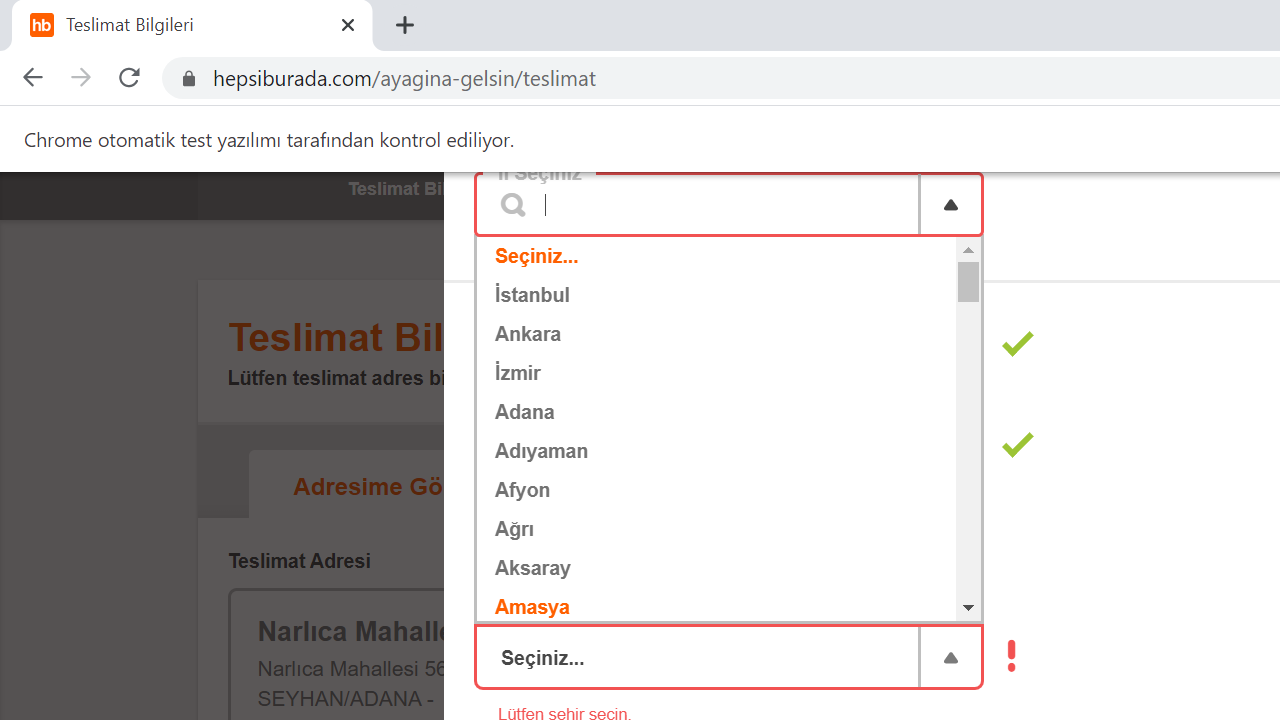 hb Teslimat Bilgileri
hepsiburada.com/ayagina-gelsin/teslimat
Chrome otomatik test yazılımı tarafından kontrol ediliyor.
Teslimat Bil
İl Seçiniz
Seçiniz...
İstanbul
Ankara
İzmir
Adana
Adıyaman
Afyon
Ağrı
Aksaray
Amasya
Teslimat Bil
Lütfen teslimat adres bi
Adresime Gö
Teslimat Adresi
Narlıca Mahalle
Narlıca Mahallesi 56
SEYHAN/ADANA -
Seçiniz...
Lütfen şehir seçin.